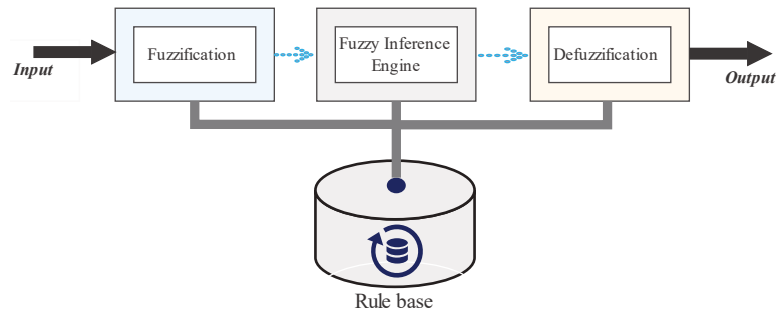 Input
Fuzzification
Fuzzy Inference
Engine
Defuzzification
Output
Rule base